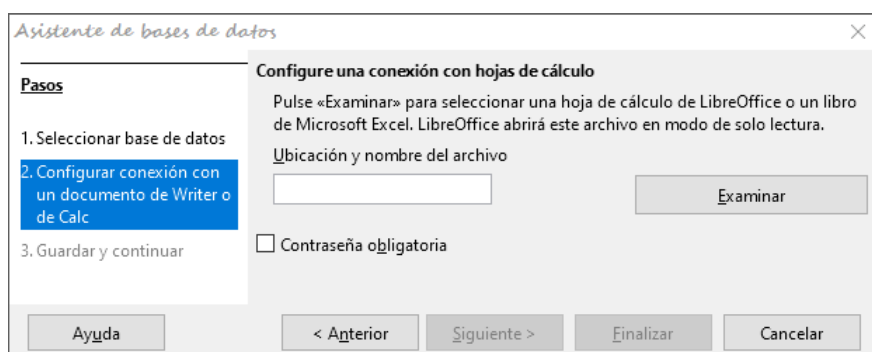 Asistente de bases de datos
Pasos
1. Seleccionar base de datos
2. Configurar conexión con
un documento de Writer o
de Calc
3. Guardar y continuar
Configure una conexión con hojas de cálculo
Pulse «Examinar» para seleccionar una hoja de cálculo de LibreOffice o un libro
de Microsoft Excel. LibreOffice abrirá este archivo en modo de solo lectura.
Ubicación y nombre del archivo
Examinar
Contraseña obligatoria
Ayuda
< Anterior
Siguiente >
Finalizar
Cancelar